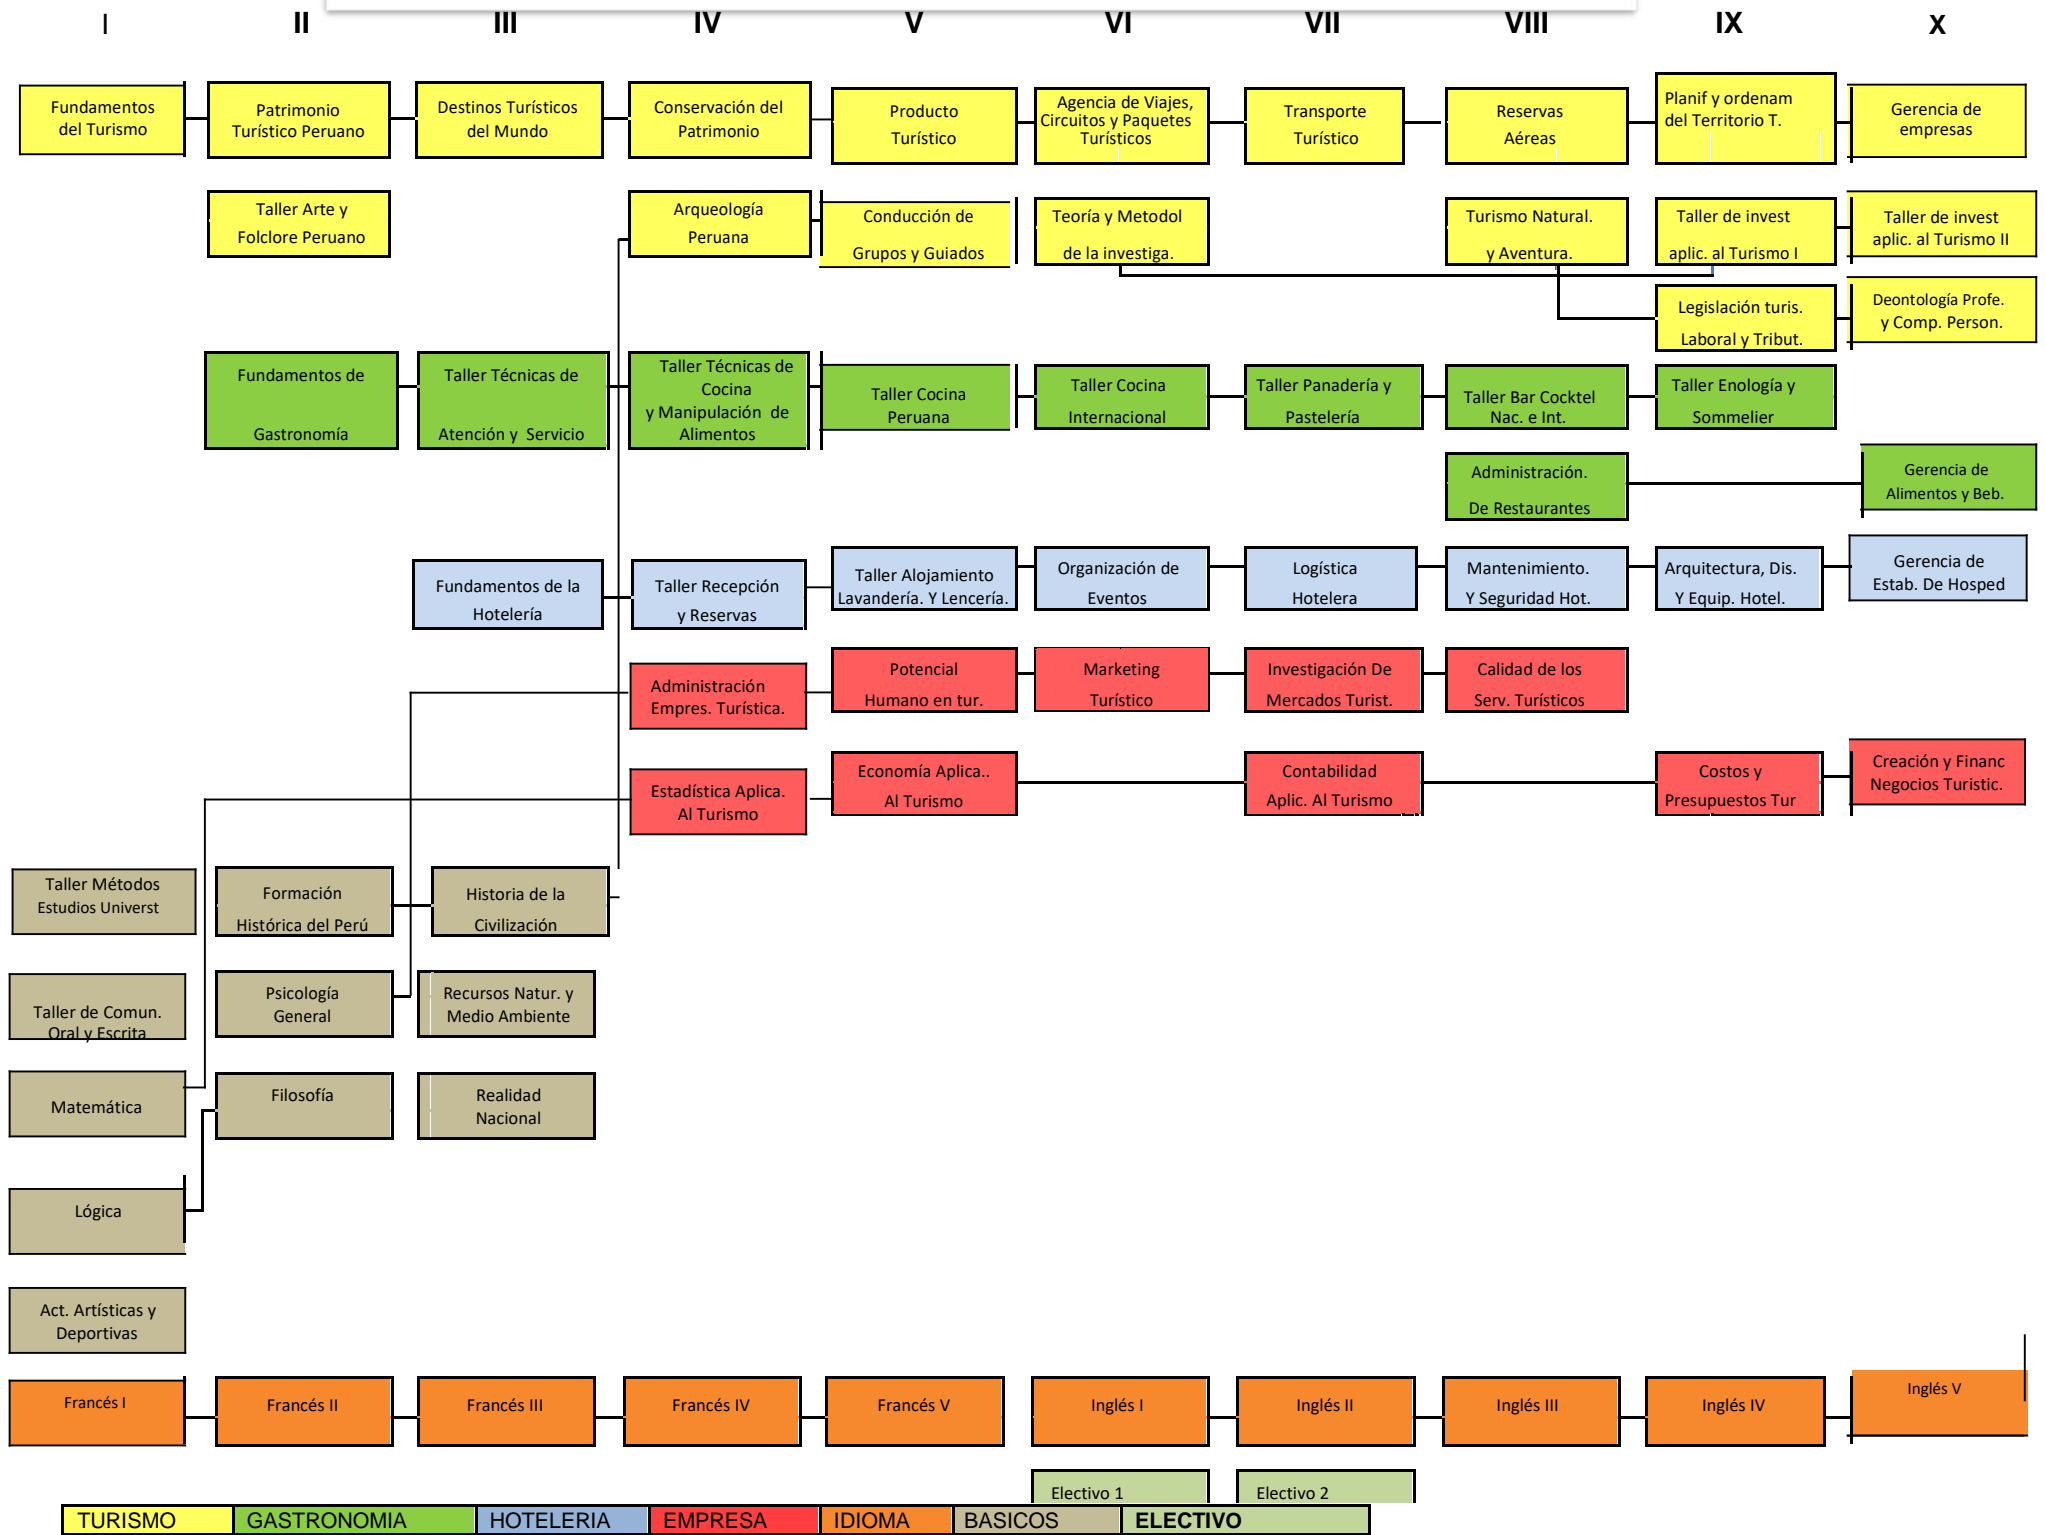 I II III IV V VI VII VIII IX X
Fundamentos
del Turismo
Patrimonio
Turístico Peruano
Destinos Turísticos
del Mundo
Conservación del
Patrimonio
Producto
Turístico
Agencia de Viajes,
Circuitos y Paquetes
Turísticos
Transporte
Turístico
Reservas
Aéreas
Planif y ordenam
del Territorio T.
Gerencia de
empresas
Taller Arte y
Folclore Peruano
Arqueología
Peruana
Conducción de
Grupos y Guiados
Teoría y Metodol
de la investiga.
Turismo Natural.
y Aventura.
Taller de invest
aplic. al Turismo I
Taller de invest
aplic. al Turismo II
Legislación turis.
Laboral y Tribut.
Deontología Profe.
y Comp. Person.
Fundamentos de
Gastronomía
Taller Técnicas de
Atención y Servicio
Taller Técnicas de
Cocina
y Manipulación de
Alimentos
Taller Cocina
Peruana
Taller Cocina
Internacional
Taller Panadería y
Pastelería
Taller Bar Cocktel
Nac. e Int.
Taller Enología y
Sommelier
Administración.
De Restaurantes
Gerencia de
Alimentos y Beb.
Fundamentos de la
Hotelería
Taller Recepción
y Reservas
Taller Alojamiento
Lavandería. Y Lencería.
Organización de
Eventos
Logística
Hotelera
Mantenimiento.
Y Seguridad Hot.
Arquitectura, Dis.
Y Equip. Hotel.
Gerencia de
Estab. De Hosped
Administración
Empres. Turística.
Potencial
Humano en tur.
Marketing
Turístico
Investigación De
Mercados Turist.
Calidad de los
Serv. Turísticos
Estadística Aplica.
Al Turismo
Economía Aplica..
Al Turismo
Contabilidad
Aplic. Al Turismo
Costos y
Presupuestos Tur
Creación y Financ
Negocios Turistic.
Taller Métodos
Estudios Universt
Formación
Histórica del Perú
Historia de la
Civilización
Taller de Comun.
Oral y Escrita
Psicología
General
Recursos Natur. y
Medio Ambiente
Matemática
Filosofía
Realidad
Nacional
Lógica
Act. Artísticas y
Deportivas
Francés I
Francés II
Francés III
Francés IV
Francés V
Inglés I
Inglés II
Inglés III
Inglés IV
Inglés V
Electivo 1
Electivo 2
TURISMO GASTRONOMIA HOTELERIA EMPRESA IDIOMA BASICOS ELECTIVO